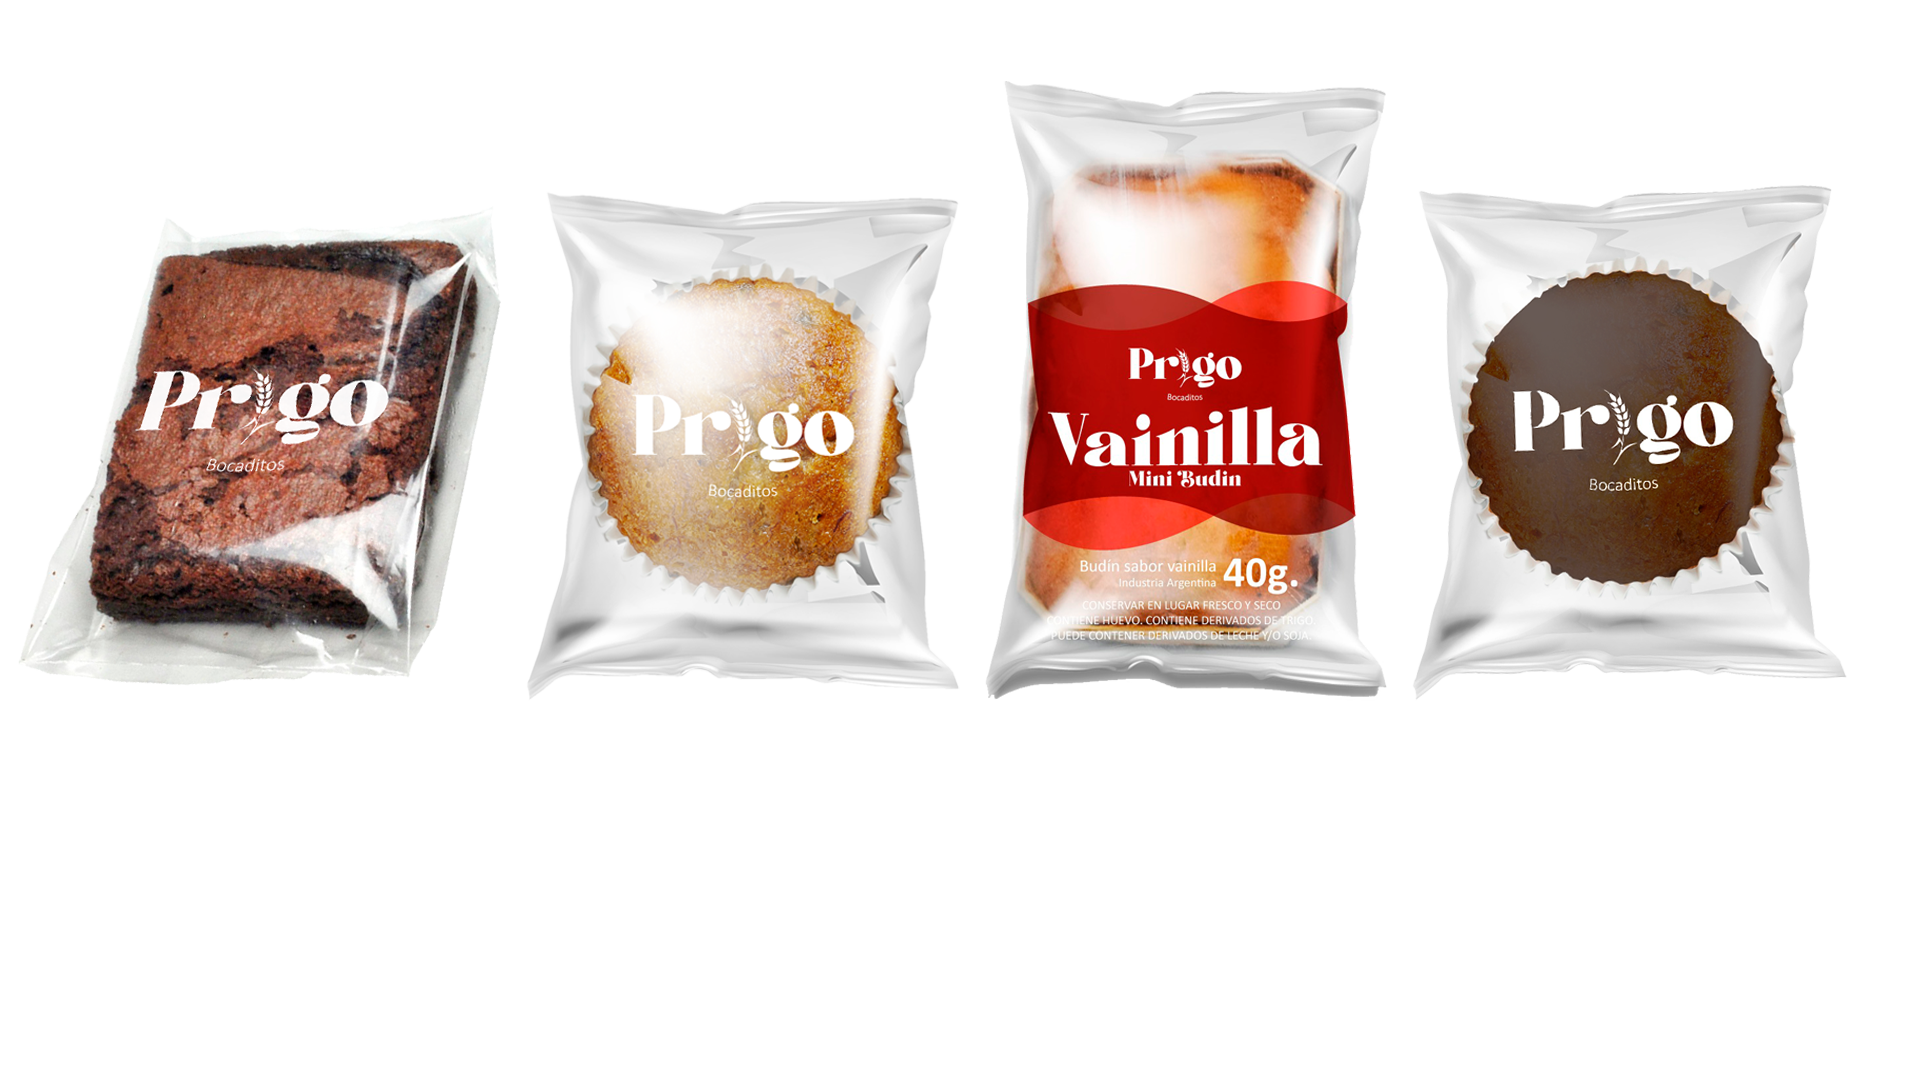 Prigo
Bocaditos
Prigo
Bocaditos
Prigo
Bocaditos
Vainilla
Mini Budin
Budín sabor vainilla 40g.
Industria Argentina
CONSERVAR EN LUGAR FRESCO Y SECO
CONTIENE HUEVO. CONTIENE DERIVADOS DE TRIGO.
PUEDE CONTENER DERIVADOS DE LECHE Y/O SOJA.
Prigo
Bocaditos